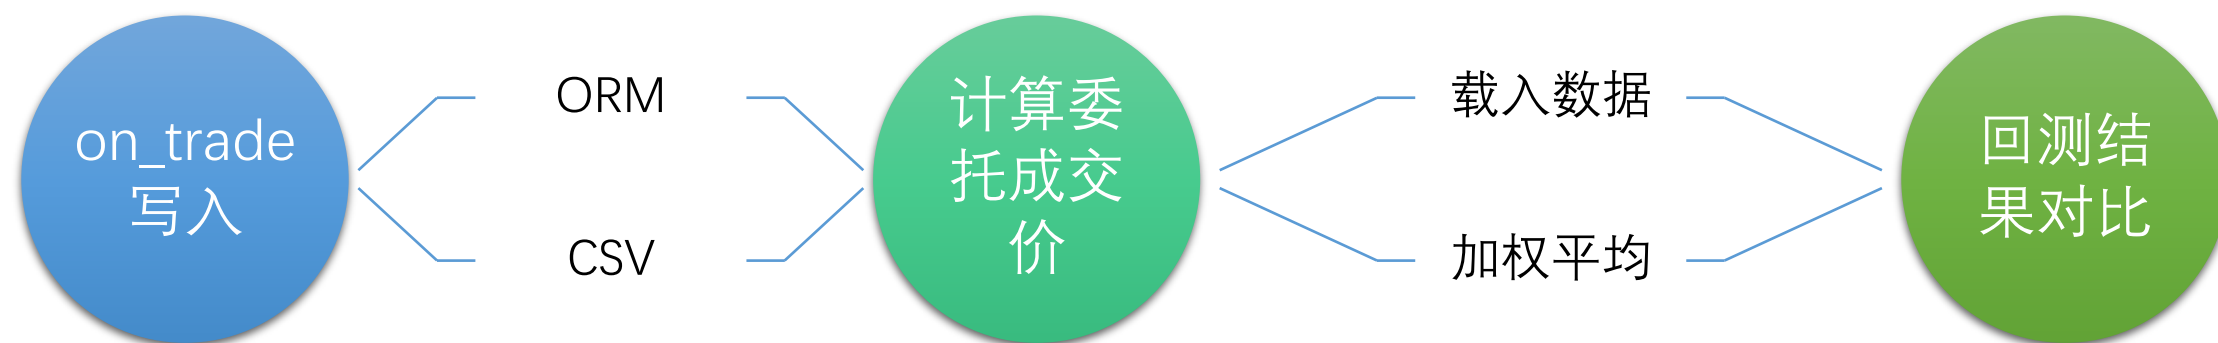 on_trade
写入
ORM
CSV
计算委
托成交
价
载入数据
加权平均
回测结
果对比